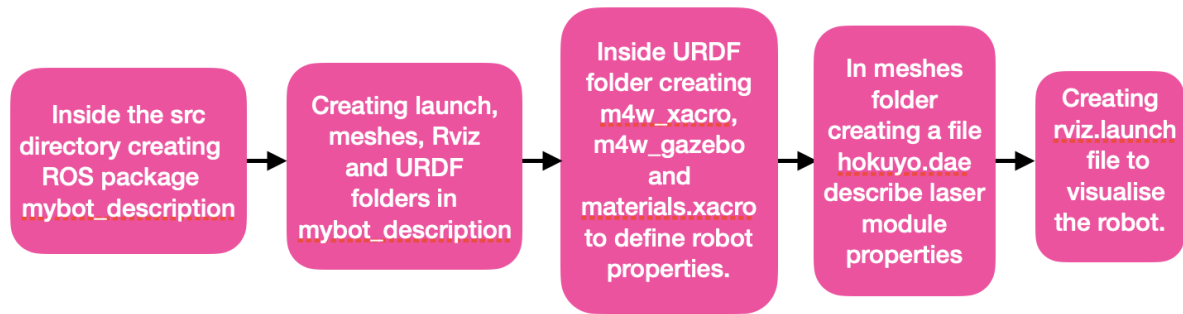 Inside the src
directory creating
ROS package
mybot_description
Creating launch,
meshes, Rviz
and URDF
folders in
mybot_description
Inside URDF
folder creating
m4w_xacro,
m4w_gazebo
and
materials.xacro
to define robot
properties.
In meshes
folder
creating a file
hokuyo.dae
describe laser
module
properties
Creating
rviz.launch
file to
visualise
the robot.